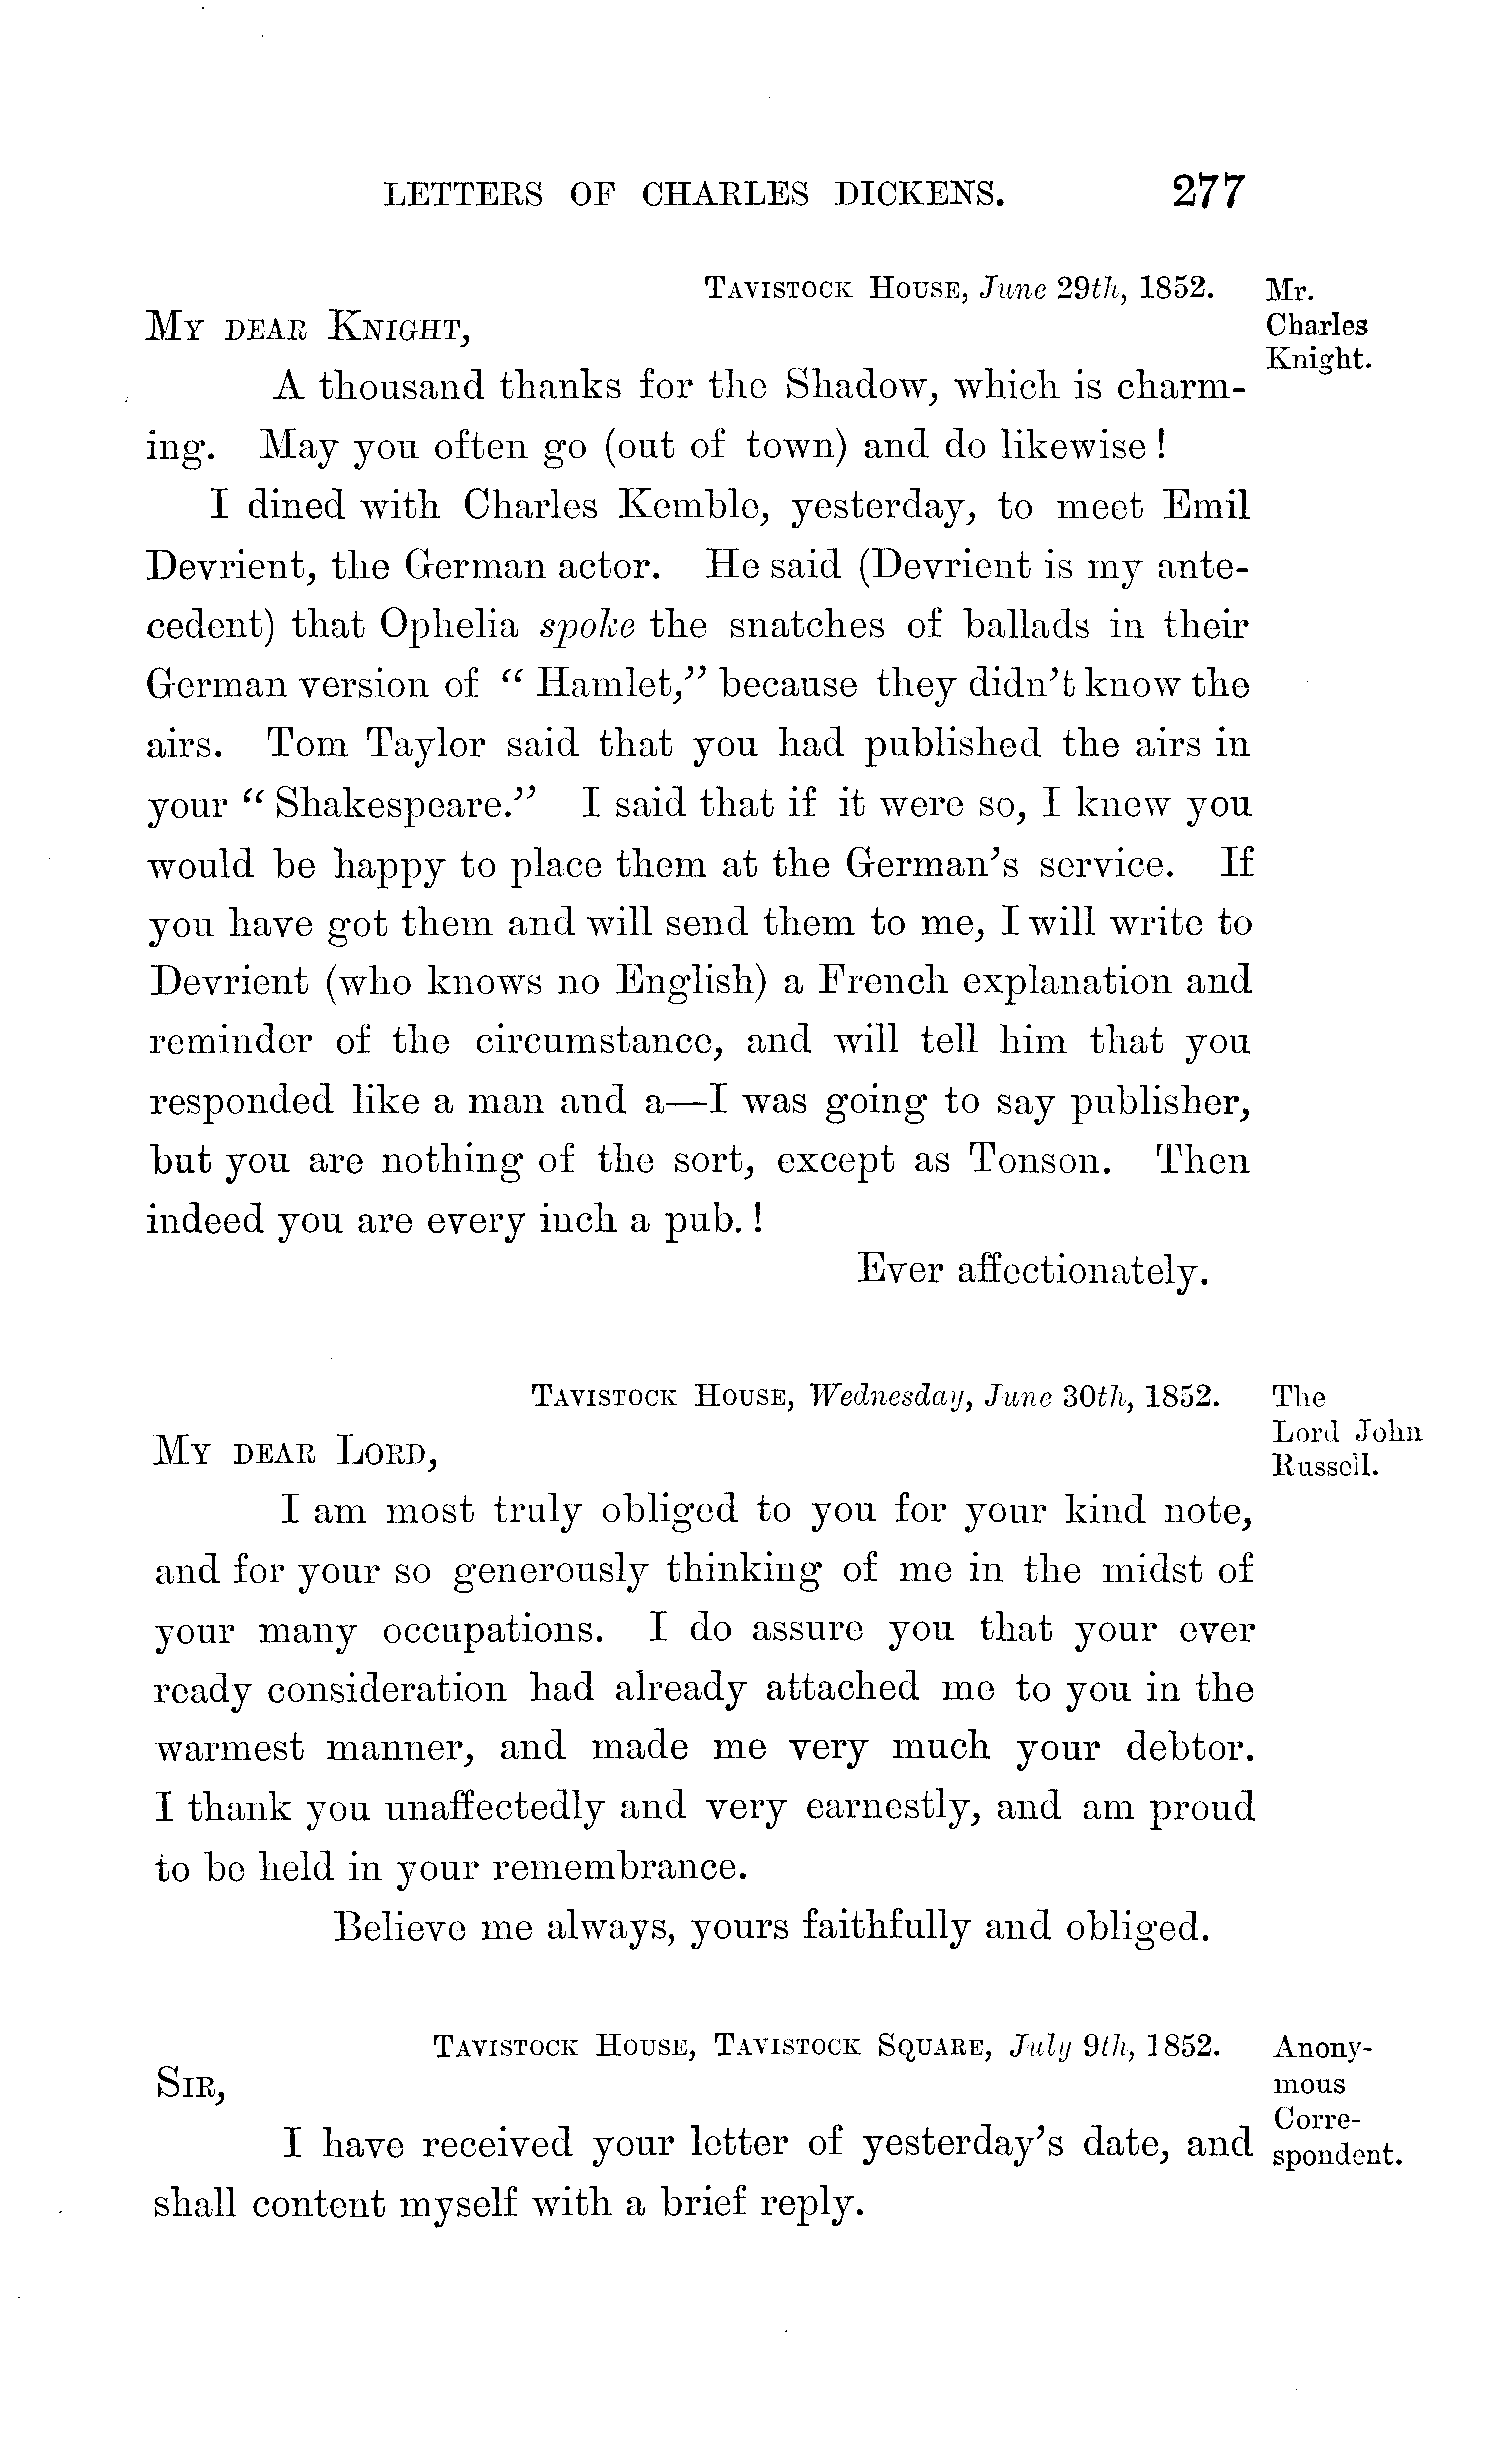 LETTERS OF CHARLES DICKENS. 277
TAVISTOCK HOUSE, June 29th, 1852.
Mr.
Charles
Knight.
MY DEAR KNIGHT,
A thousand thanks for the Shadow, which is charm-
ing. May you often go (out of town) and do likewise!
I dined with Charles Kemble, yesterday, to meet Emil
Devrient, the German actor. He said (Devrient is my ante-
cedent) that Ophelia spoke the snatches of ballads in their
German version of “Hamlet,” because they didn’t know the
airs. Tom Taylor said that you had published the airs in
your “Shakespeare.” I said that if it were so, I knew you
would be happy to place them at the German’s service. If
you have got them and will send them to me, I will write to
Devrient (who knows no English) a French explanation and
reminder of the circumstance, and will tell him that you
responded like a man and a—I was going to say publisher,
but you are nothing of the sort, except as Tonson. Then
indeed you are every inch a pub.!
Ever affectionately.
TAVISTOCK HOUSE, Wednesday, June 30th, 1852.
The
Lord John
Russell.
MY DEAR LORD,
I am most truly obliged to you for your kind note,
and for your so generously thinking of me in the midst of
your many occupations. I do assure you that your ever
ready consideration had already attached me to you in the
warmest manner, and made me very much your debtor.
I thank you unaffectedly and very earnestly, and am proud
to be held in your remembrance.
Believe me always, yours faithfully and obliged.
TAVISTOCK HOUSE, TAVISTOCK SQUARE, July 9th, 1852.
Anony-
mous
Corre-
spondent.
SIR,
I have received your letter of yesterday’s date, and
shall content myself with a brief reply.